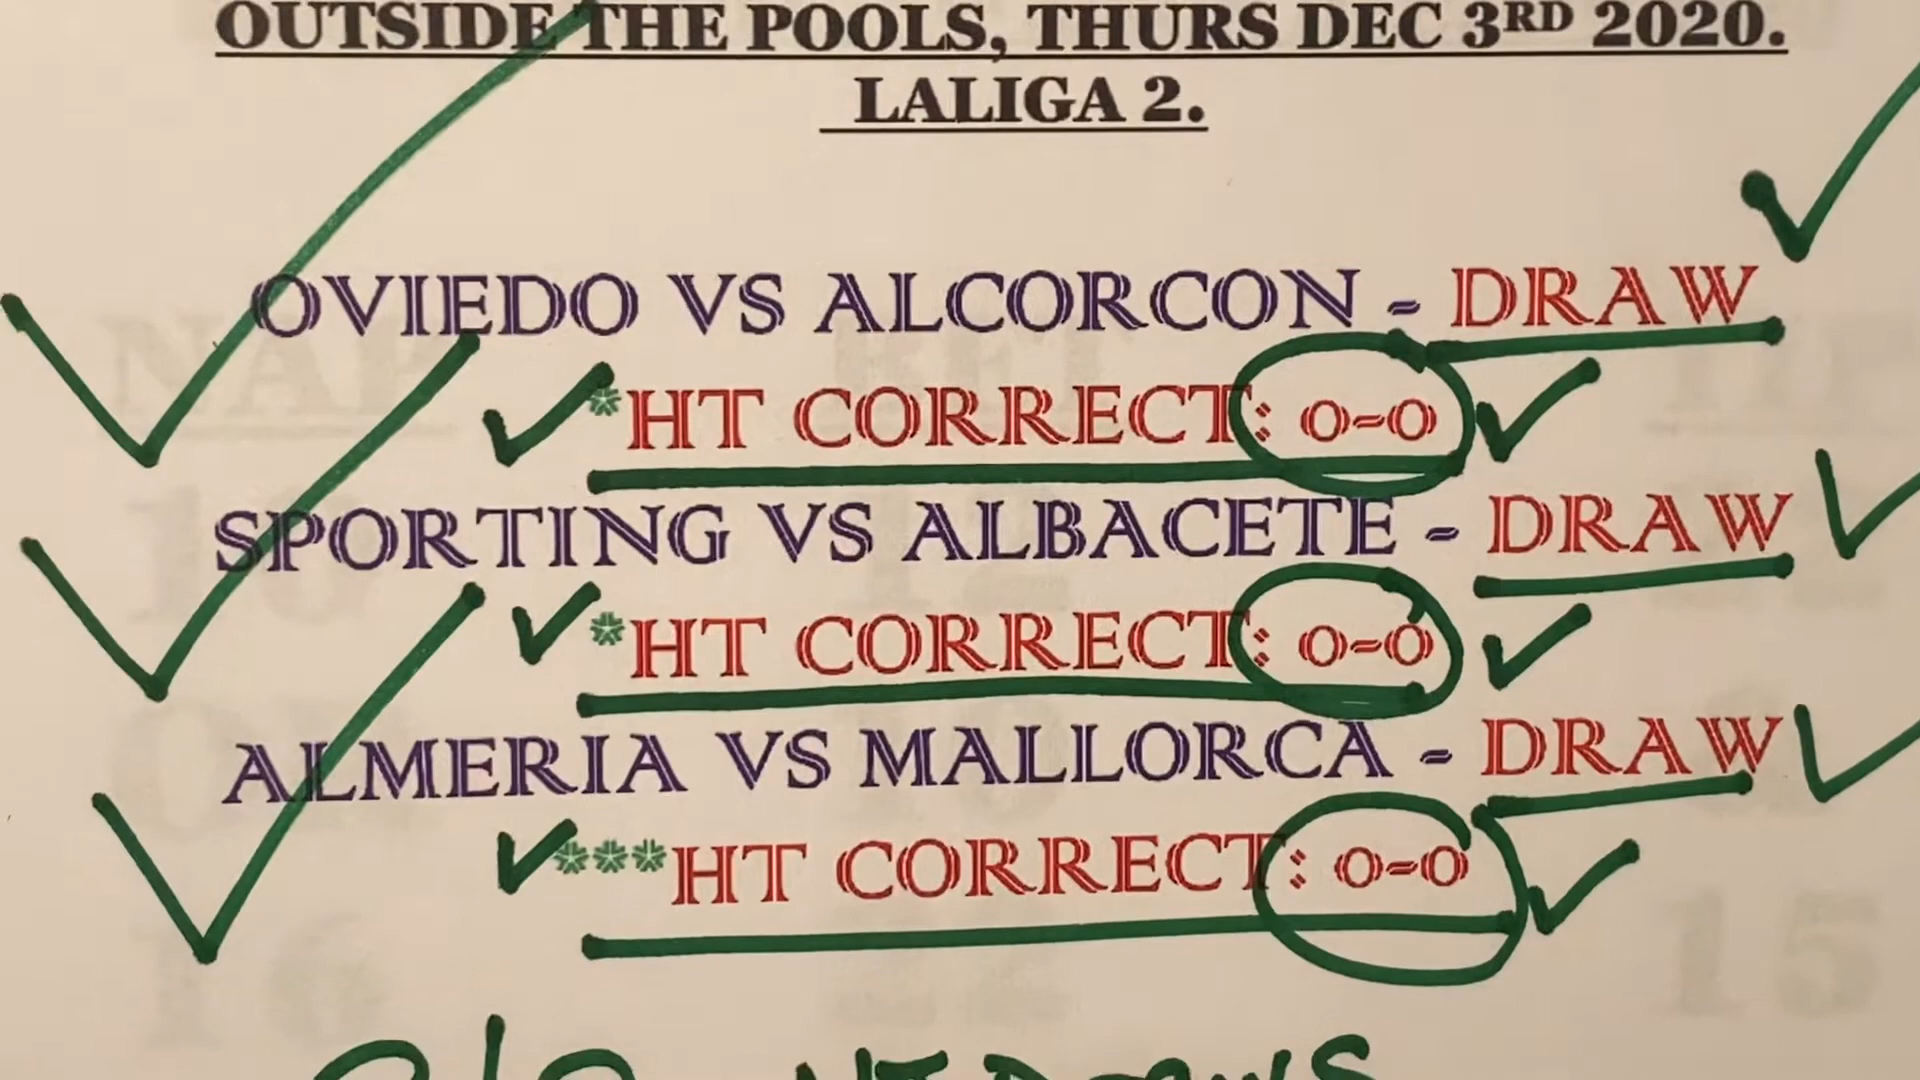 OUTSIDE THE POOLS, THURS DEC 3RD 2020.
LALIGA 2.
OVIEDO VS ALCORCON - DRAW
*HT CORRECT: 0-0
SPORTING VS ALBACETE - DRAW
*HT CORRECT: 0-0
ALMERIA VS MALLORCA - DRAW
***HT CORRECT: 0-0
DRAWS